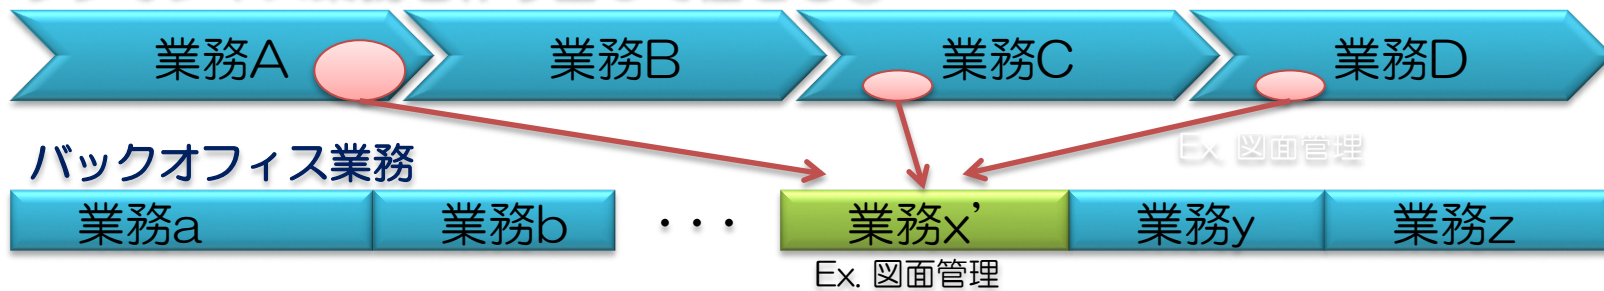 業務A 業務B 業務C 業務D
Ex. 図面管理
バックオフィス業務
業務a 業務b ・・・ 業務x’ 業務y 業務z
Ex. 図面管理